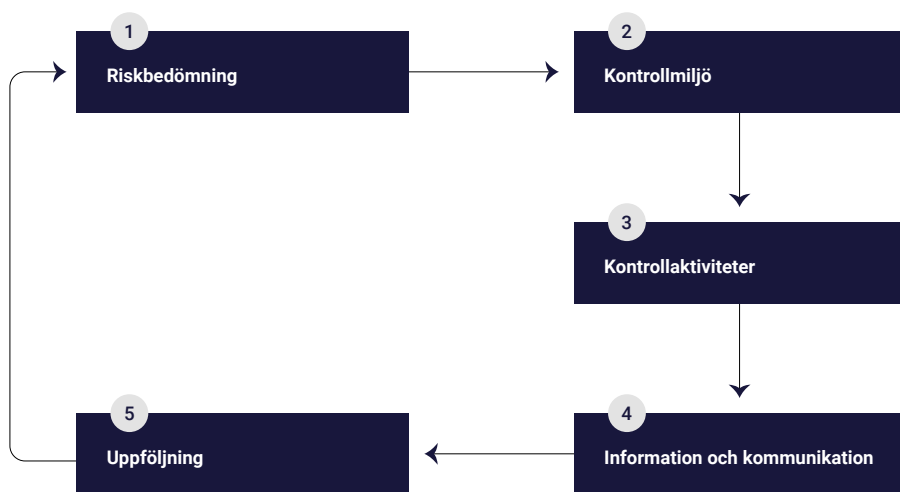 1
Riskbedömning
2
Kontrollmiljö
3
Kontrollaktiviteter
4
Information och kommunikation
5
Uppföljning